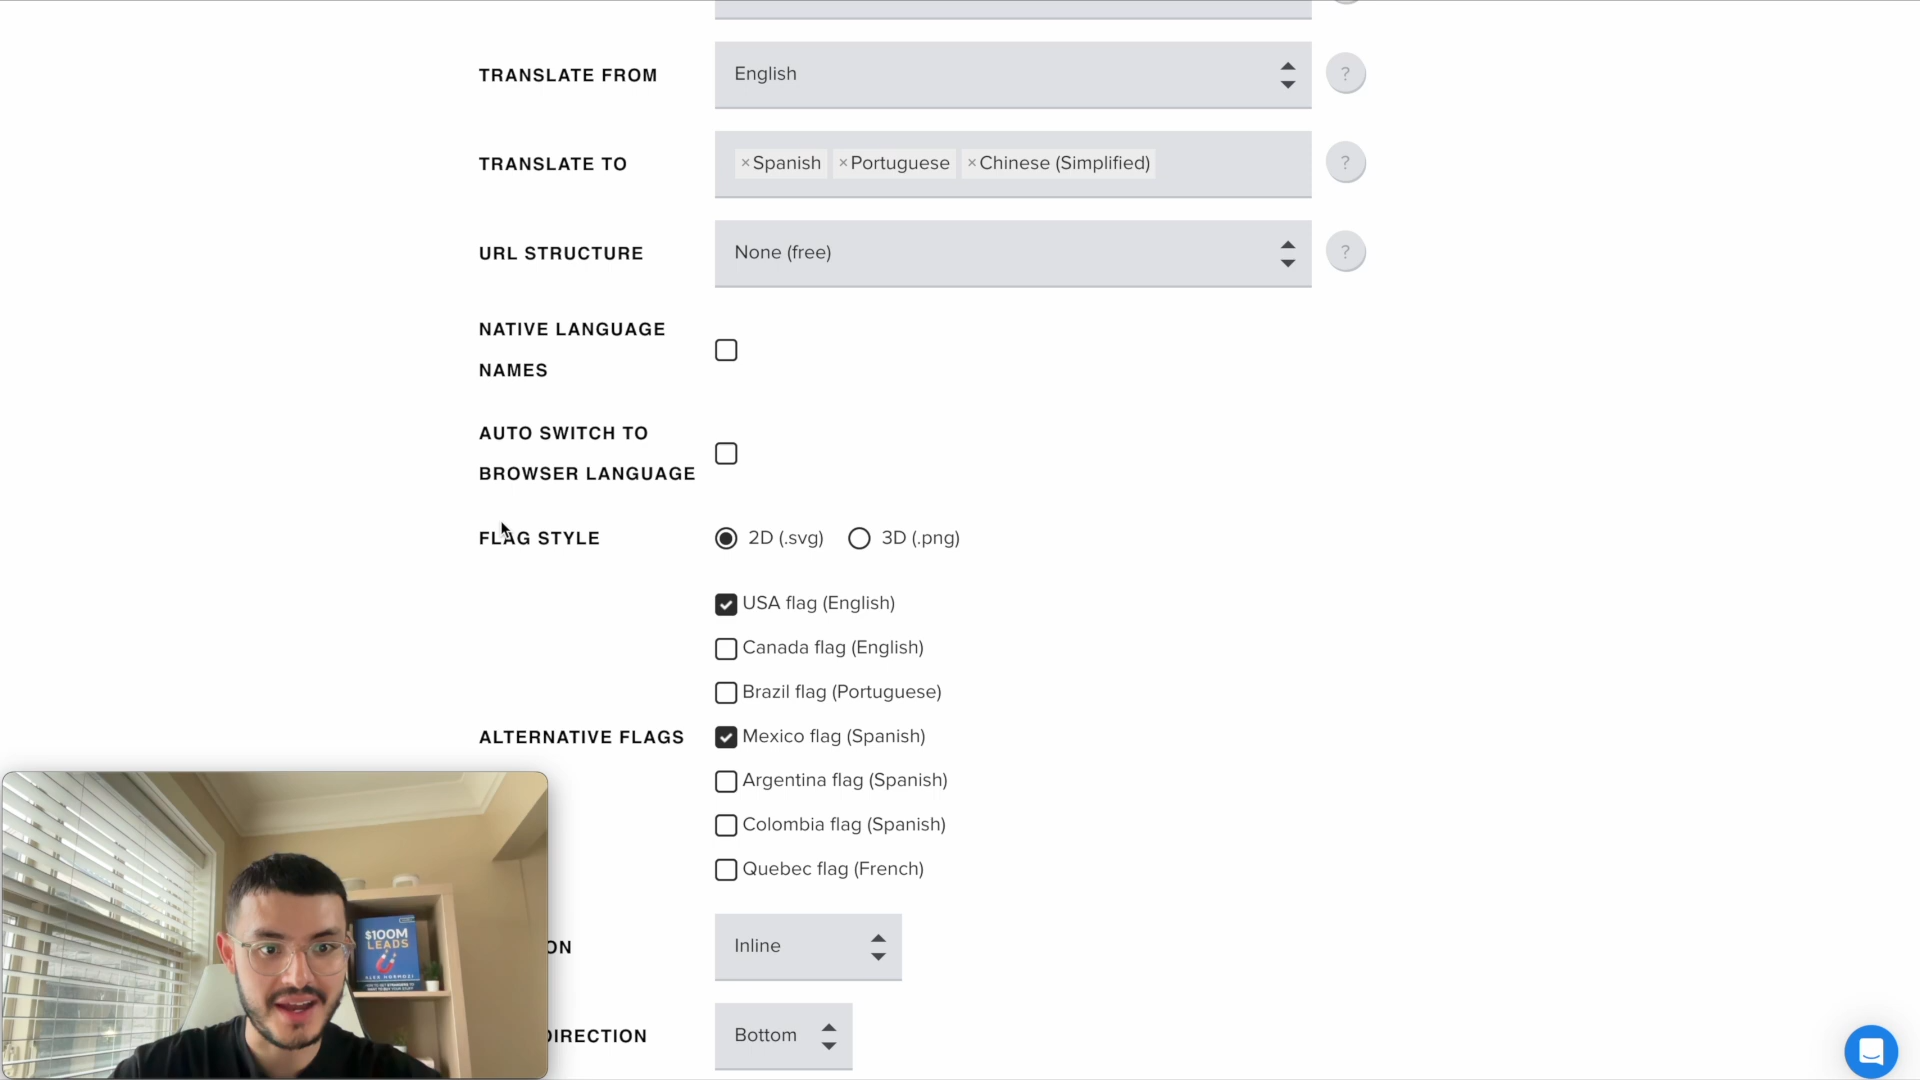 TRANSLATE FROM
English
?
TRANSLATE TO
×Spanish ×Portuguese ×Chinese (Simplified)
?
URL STRUCTURE
None (free)
?
NATIVE LANGUAGE
NAMES
AUTO SWITCH TO
BROWSER LANGUAGE
FLAG STYLE
2D (.svg)
3D (.png)
USA flag (English)
Canada flag (English)
Brazil flag (Portuguese)
ALTERNATIVE FLAGS
Mexico flag (Spanish)
Argentina flag (Spanish)
Colombia flag (Spanish)
Quebec flag (French)
ON
Inline
DIRECTION
Bottom
$100M
LEADS
ALEX HORMOZI